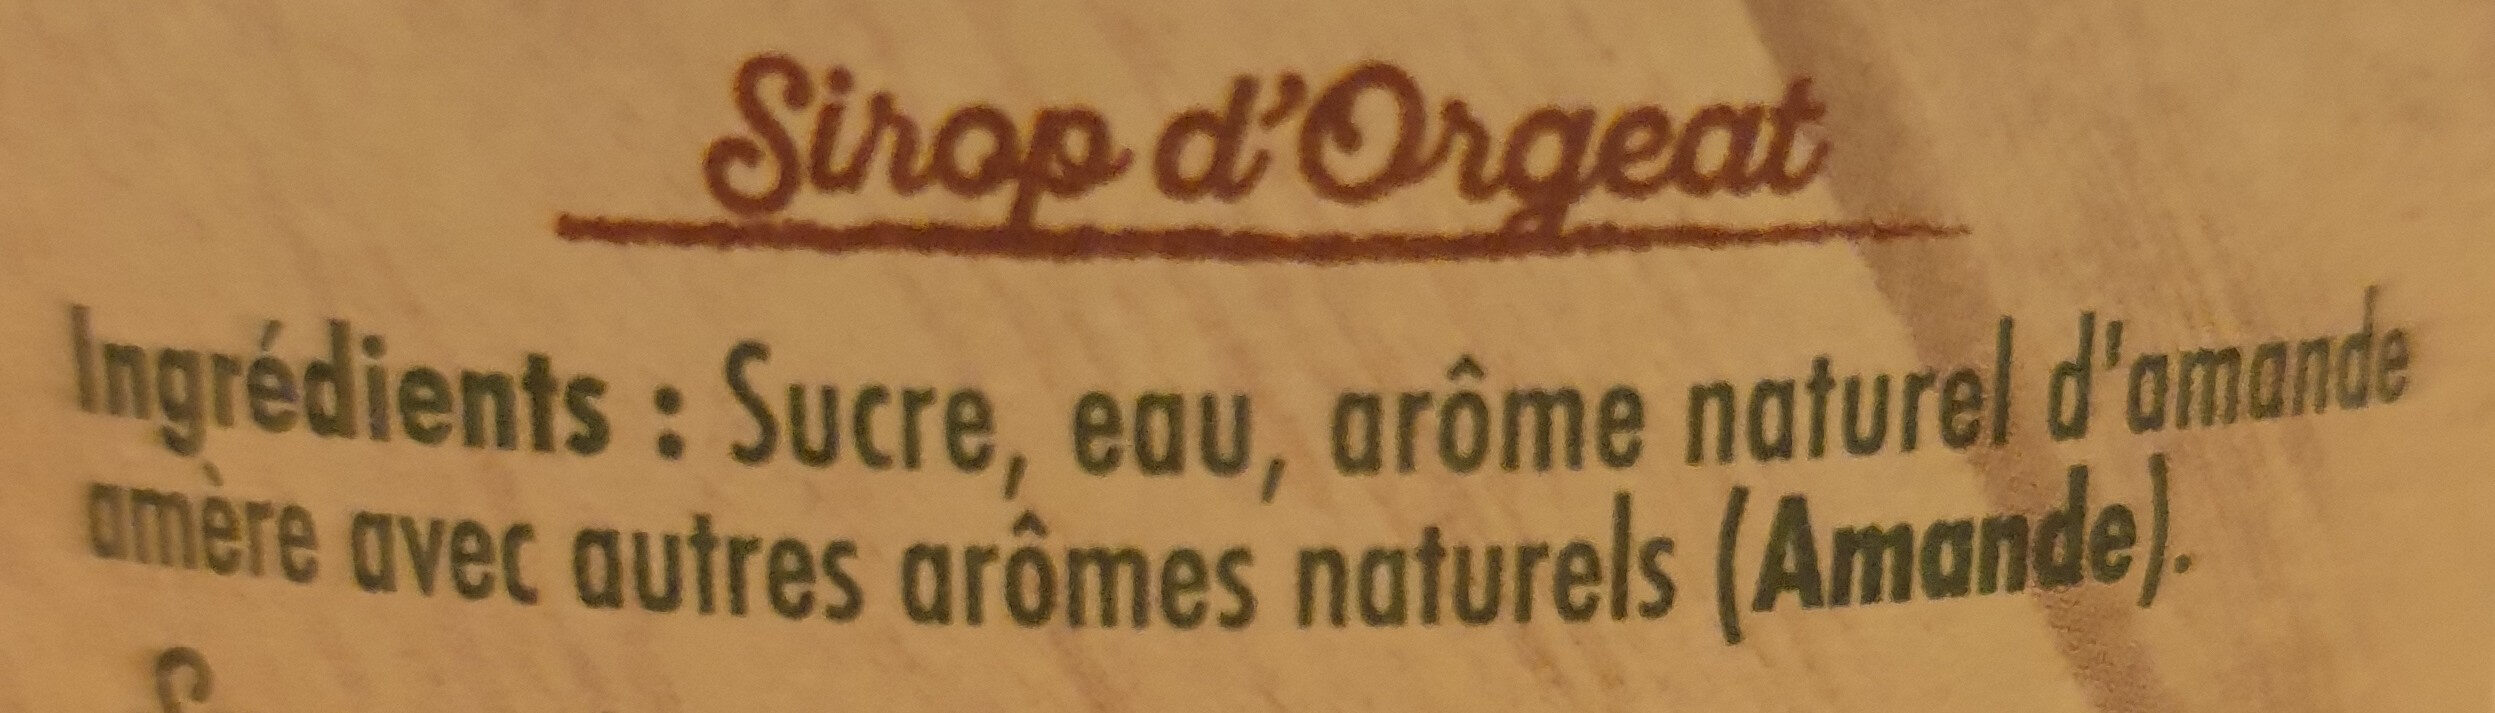 Sirop d'Orgeat
Ingrédients : Sucre, eau, arôme naturel d'amande
amère avec autres arômes naturels (Amande).